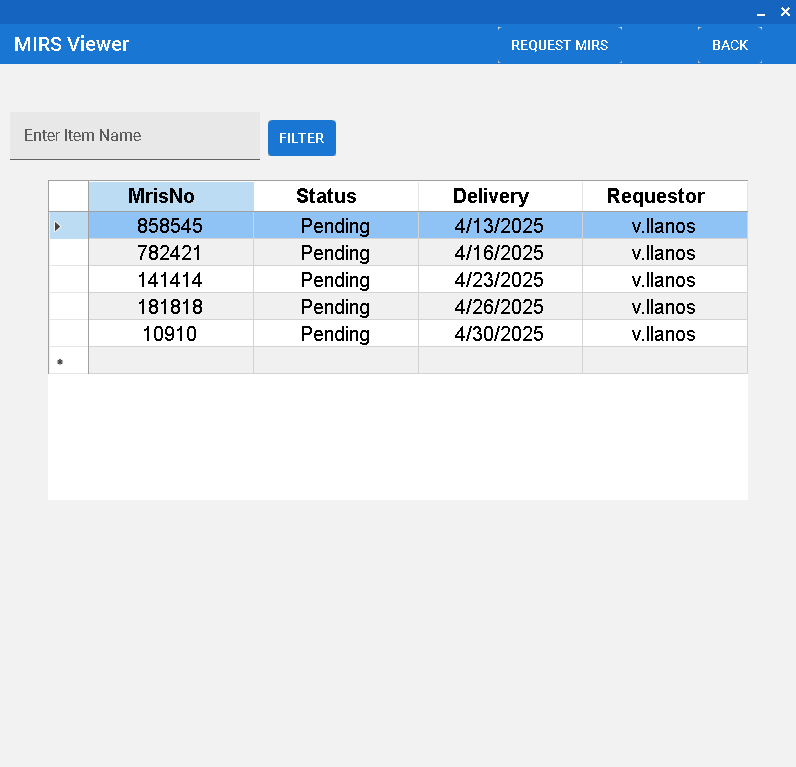 MIRS Viewer REQUEST MIRS BACK
Enter Item Name FILTER
MrisNo Status Delivery Requestor
858545 Pending 4/13/2025 v.llanos
782421 Pending 4/16/2025 v.llanos
141414 Pending 4/23/2025 v.llanos
181818 Pending 4/26/2025 v.llanos
10910 Pending 4/30/2025 v.llanos